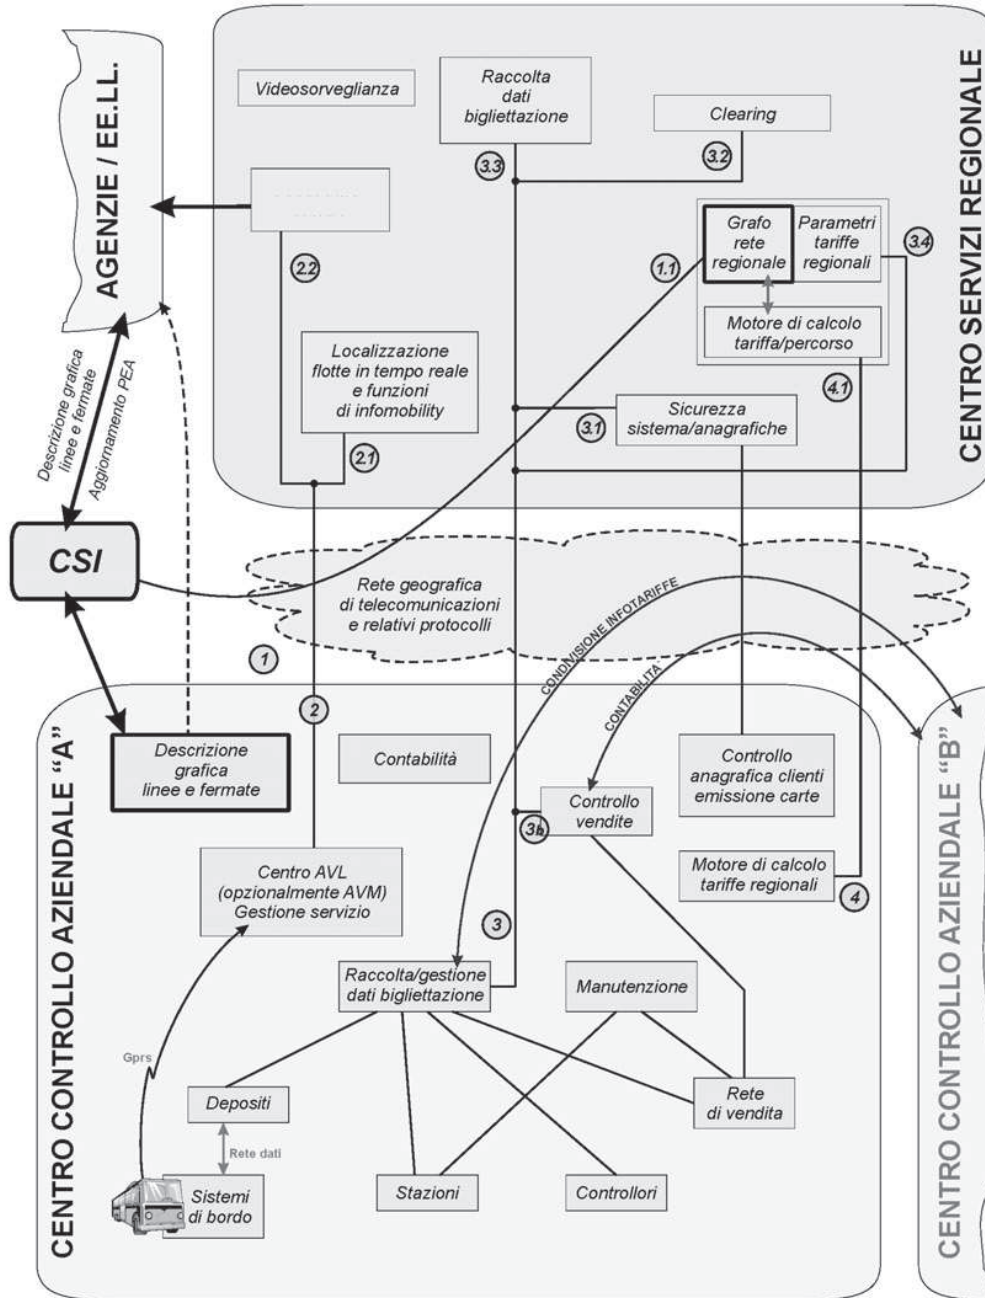 AGENZIE / EE.LL.
CENTRO SERVIZI REGIONALE
Videosorveglianza
Raccolta
dati
bigliettazione
Clearing
3.3
3.2
Grafo
rete
regionale
Parametri
tariffe
regionali
3.4
1.1
2.2
Motore di calcolo
tariffa/percorso
4.1
Localizzazione
flotte in tempo reale
e funzioni
di infomobility
2.1
3.1
Sicurezza
sistema/anagrafiche
Descrizione grafica
linee e fermate
Aggiornamento PEA
CSI
Rete geografica
di telecomunicazioni
e relativi protocolli
CONDIVISIONE INFOTARIFFE
CONTABILITA'
1
2
CENTRO CONTROLLO AZIENDALE "A"
CENTRO CONTROLLO AZIENDALE "B"
Descrizione
grafica
linee e fermate
Contabilità
Controllo
anagrafica clienti
emissione carte
Controllo
vendite
3b
Centro AVL
(opzionalmente AVM)
Gestione servizio
Motore di calcolo
tariffe regionali
4
3
Raccolta/gestione
dati bigliettazione
Manutenzione
Gprs
Depositi
Rete
di vendita
Rete dati
Sistemi
di bordo
Stazioni
Controllori